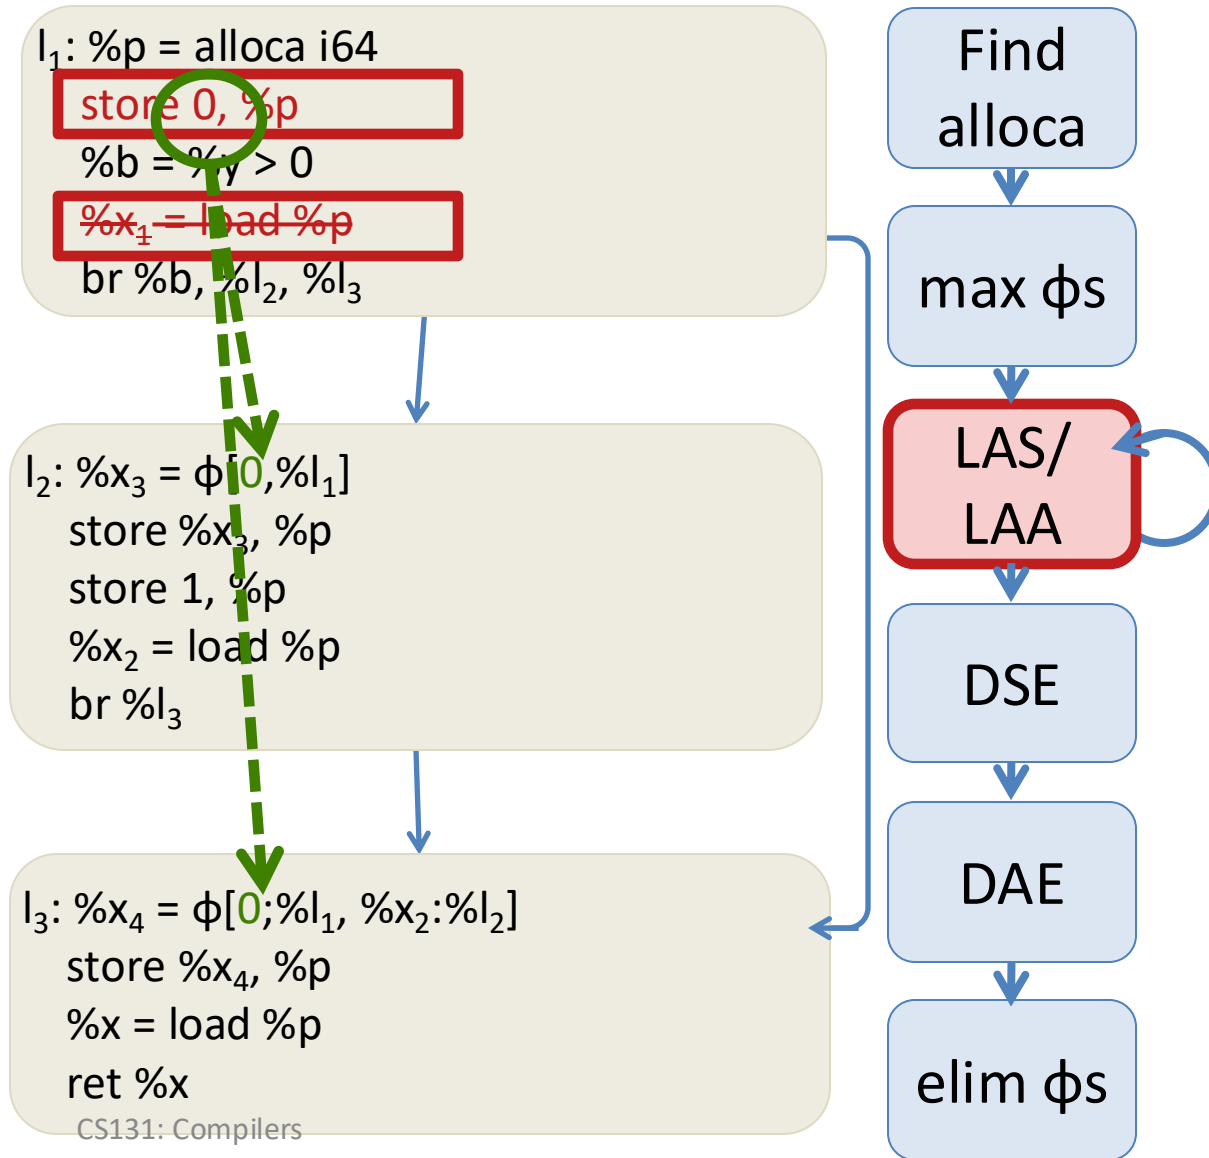 l₁: %p = alloca i64
store 0, %p
%b = %y > 0
%x₁ = load %p
br %b, %l₂, %l₃
l₂: %x₃ = ϕ[0,%l₁]
store %x₃, %p
store 1, %p
%x₂ = load %p
br %l₃
l₃: %x₄ = ϕ[0;%l₁, %x₂:%l₂]
store %x₄, %p
%x = load %p
ret %x
CS131: Compilers
Find
alloca
max ϕs
LAS/
LAA
DSE
DAE
elim ϕs